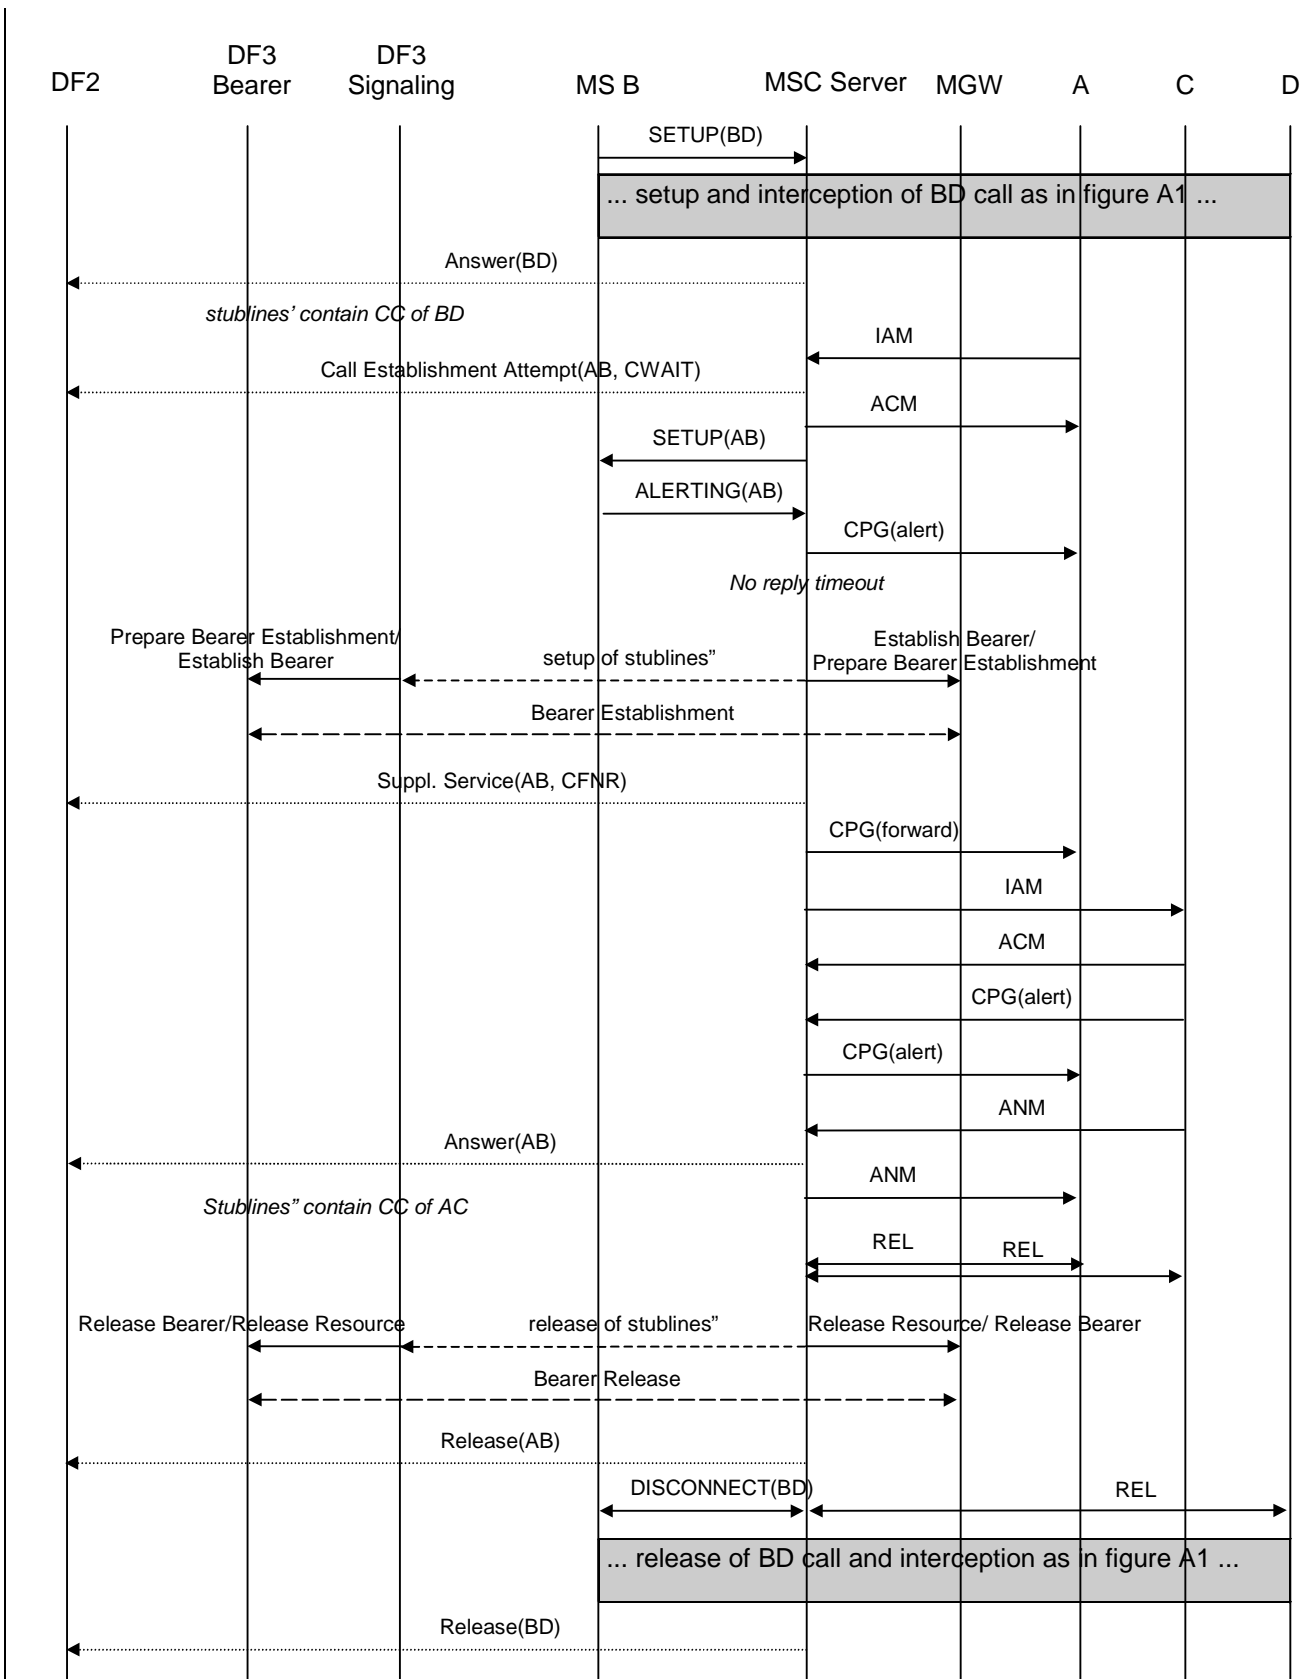 DF2
DF3
Bearer
DF3
Signaling
MS B
MSC Server
MGW
A
C
D
SETUP(BD)
... setup and interception of BD call as in figure A1 ...
Answer(BD)
stublines’ contain CC of BD
IAM
Call Establishment Attempt(AB, CWAIT)
ACM
SETUP(AB)
ALERTING(AB)
CPG(alert)
No reply timeout
Prepare Bearer Establishment/
Establish Bearer
setup of stublines”
Establish Bearer/
Prepare Bearer Establishment
Bearer Establishment
Suppl. Service(AB, CFNR)
CPG(forward)
IAM
ACM
CPG(alert)
CPG(alert)
ANM
Answer(AB)
ANM
Stublines” contain CC of AC
REL
REL
Release Bearer/Release Resource
release of stublines”
Release Resource/ Release Bearer
Bearer Release
Release(AB)
DISCONNECT(BD)
REL
... release of BD call and interception as in figure A1 ...
Release(BD)